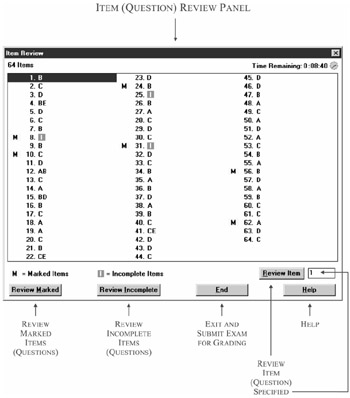 ITEM (QUESTION) REVIEW PANEL
Item Review
64 Items Time Remaining: 0:08:48
1. B
2. C
3. D
4. BE
5. D
6. C
7. B
M 8. I
9. B
M 10. C
11. D
12. AB
13. C
14. A
15. BD
16. B
17. C
18. A
19. A
20. C
21. C
22. CE
23. D
M 24. B
25. I
26. B
27. A
28. C
29. D
30. C
M 31. I
32. D
33. C
34. B
35. A
36. B
37. D
38. A
39. B
40. C
41. CE
42. D
43. D
44. C
45. D
46. D
47. B
48. A
49. C
50. A
51. D
52. A
53. C
54. B
55. A
M 56. B
57. D
58. A
59. B
60. C
61. C
M 62. A
63. D
64. C
M = Marked Items I = Incomplete Items Review Item 1
Review Marked Review Incomplete End Help
REVIEW
MARKED
ITEMS
(QUESTIONS)
REVIEW
INCOMPLETE
ITEMS
(QUESTIONS)
EXIT AND
SUBMIT EXAM
FOR GRADING
HELP
REVIEW
ITEM
(QUESTION)
SPECIFIED